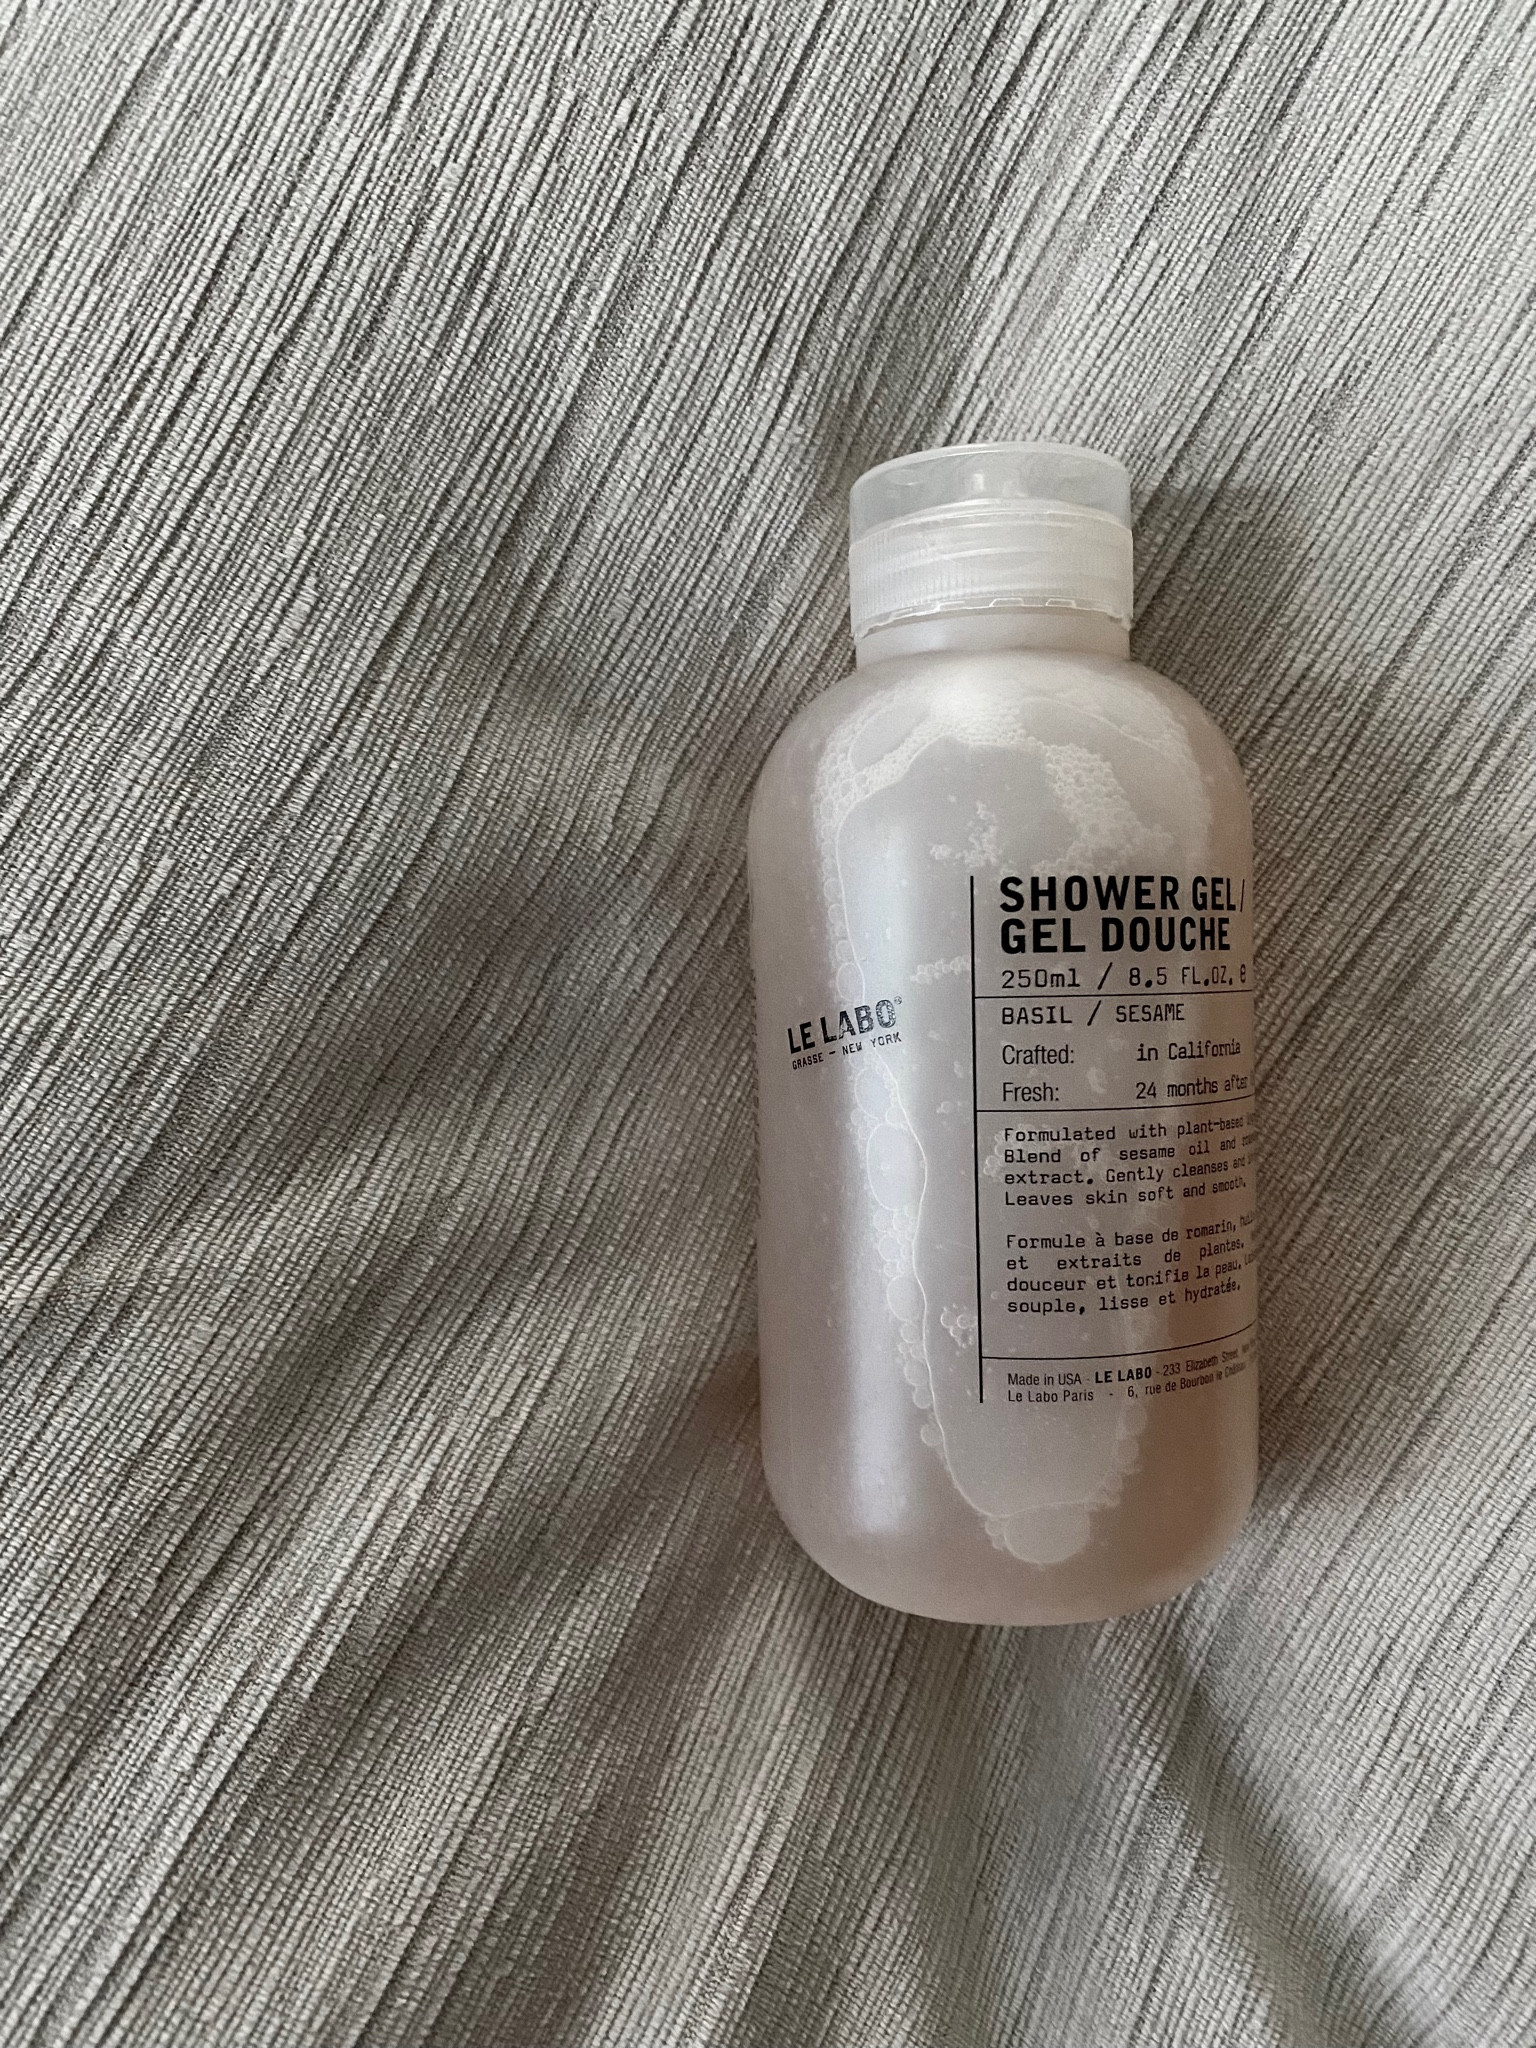 LE LABO®
GRASSE — NEW YORK
SHOWER GEL/
GEL DOUCHE
250ml / 8.5 FL.OZ. e
BASIL / SESAME
Crafted: in California
Fresh: 24 months after
Formulated with plant-based
Blend of sesame oil and
extract. Gently cleanses and
Leaves skin soft and smooth.
Formule à base de romarin,
et extraits de plantes.
douceur et tonifie la peau.
souple, lisse et hydratée.
Made in USA - LE LABO - 233 Elizabeth Street,
Le Labo Paris - 6, rue de Bourbon le Château